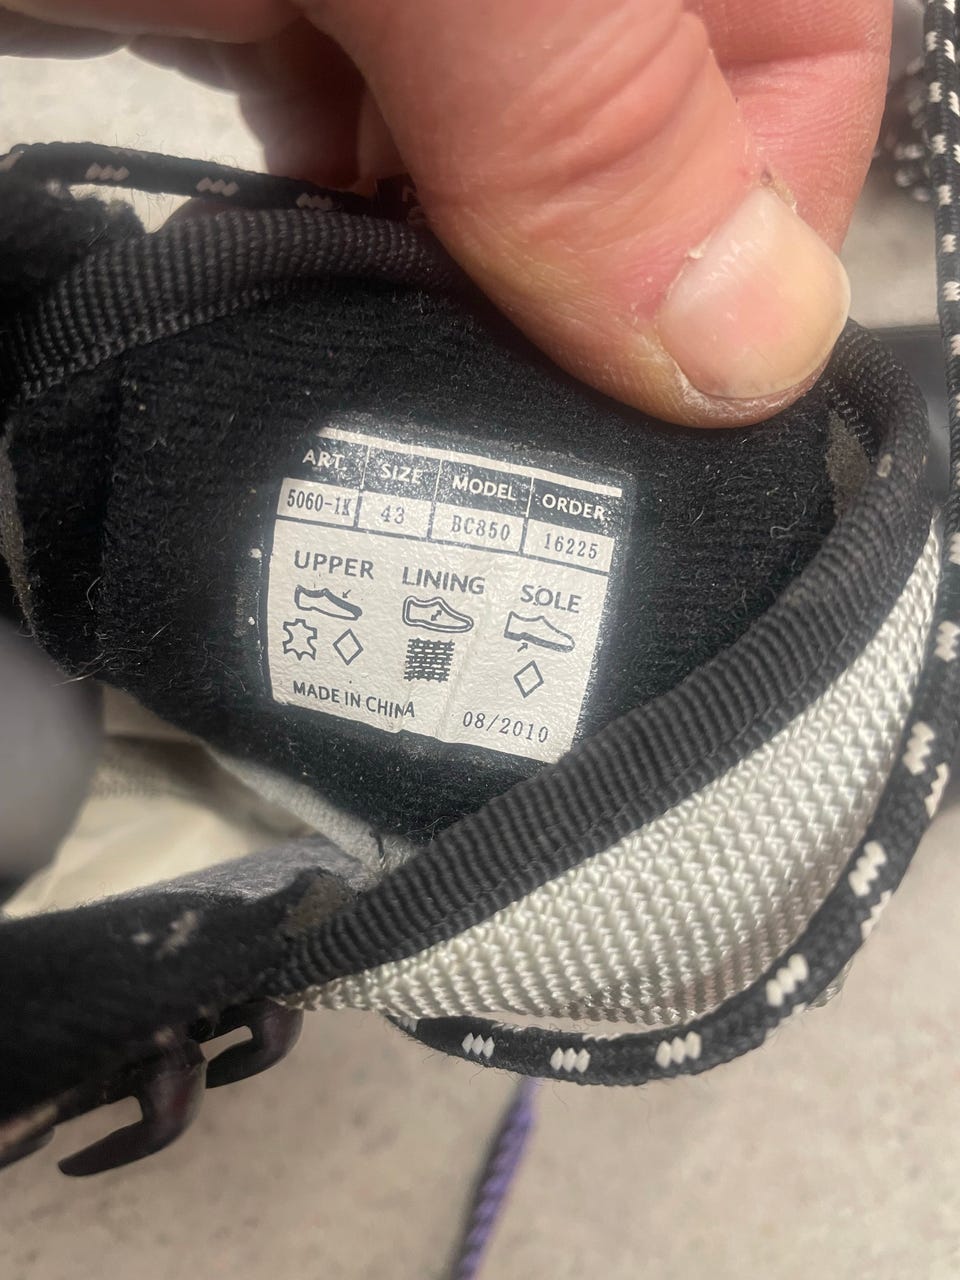 ART SIZE MODEL ORDER
5060-1K 43 BC850 16225
UPPER LINING SOLE
MADE IN CHINA 08/2010